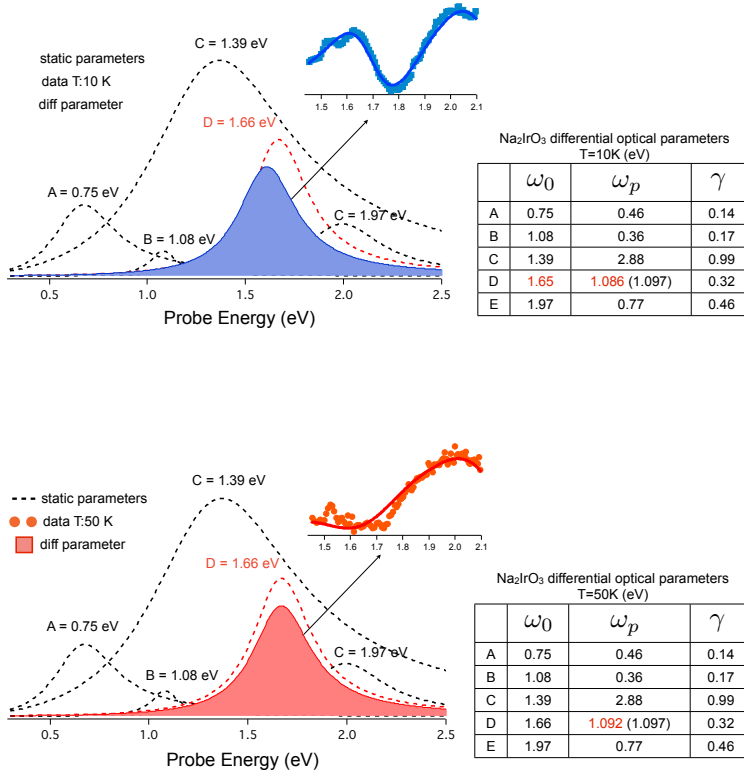 C = 1.39 eV
static parameters
data T:10 K
diff parameter
D = 1.66 eV
A = 0.75 eV
B = 1.08 eV
C = 1.97 eV
0.5 1.0 1.5 2.0 2.5
Probe Energy (eV)
1.5 1.6 1.7 1.8 1.9 2.0 2.1
Na₂IrO₃ differential optical parameters
T=10K (eV)
ω₀ ωₚ γ
A 0.75 0.46 0.14
B 1.08 0.36 0.17
C 1.39 2.88 0.99
D 1.65 1.086 (1.097) 0.32
E 1.97 0.77 0.46
C = 1.39 eV
static parameters
data T:50 K
diff parameter
D = 1.66 eV
A = 0.75 eV
B = 1.08 eV
C = 1.97 eV
0.5 1.0 1.5 2.0 2.5
Probe Energy (eV)
1.5 1.6 1.7 1.8 1.9 2.0 2.1
Na₂IrO₃ differential optical parameters
T=50K (eV)
ω₀ ωₚ γ
A 0.75 0.46 0.14
B 1.08 0.36 0.17
C 1.39 2.88 0.99
D 1.66 1.092 (1.097) 0.32
E 1.97 0.77 0.46